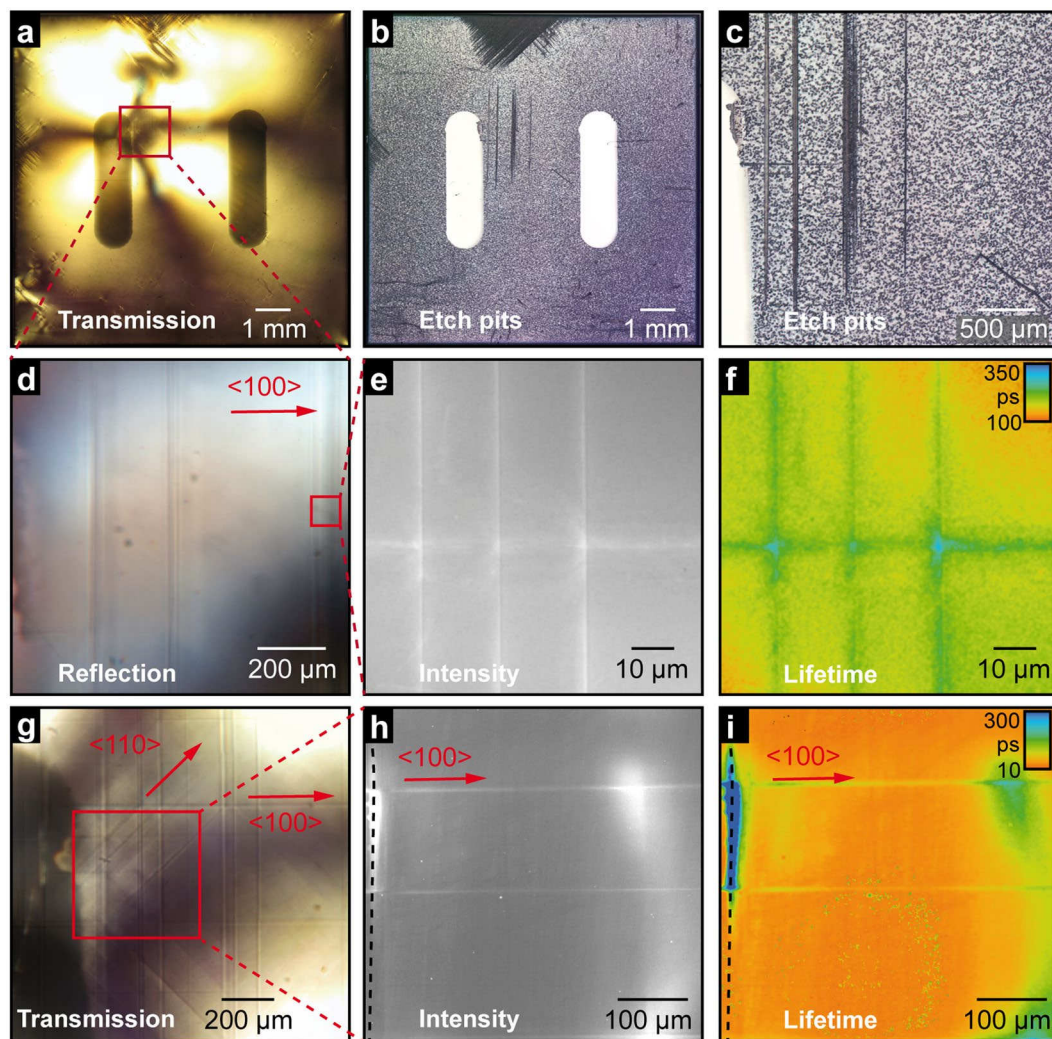 a
Transmission
1 mm
b
Etch pits
1 mm
c
Etch pits
500 µm
d
<100>
Reflection
200 µm
e
Intensity
10 µm
f
350
ps
100
Lifetime
10 µm
g
<110>
<100>
Transmission
200 µm
h
<100>
Intensity
100 µm
i
300
ps
10
<100>
Lifetime
100 µm